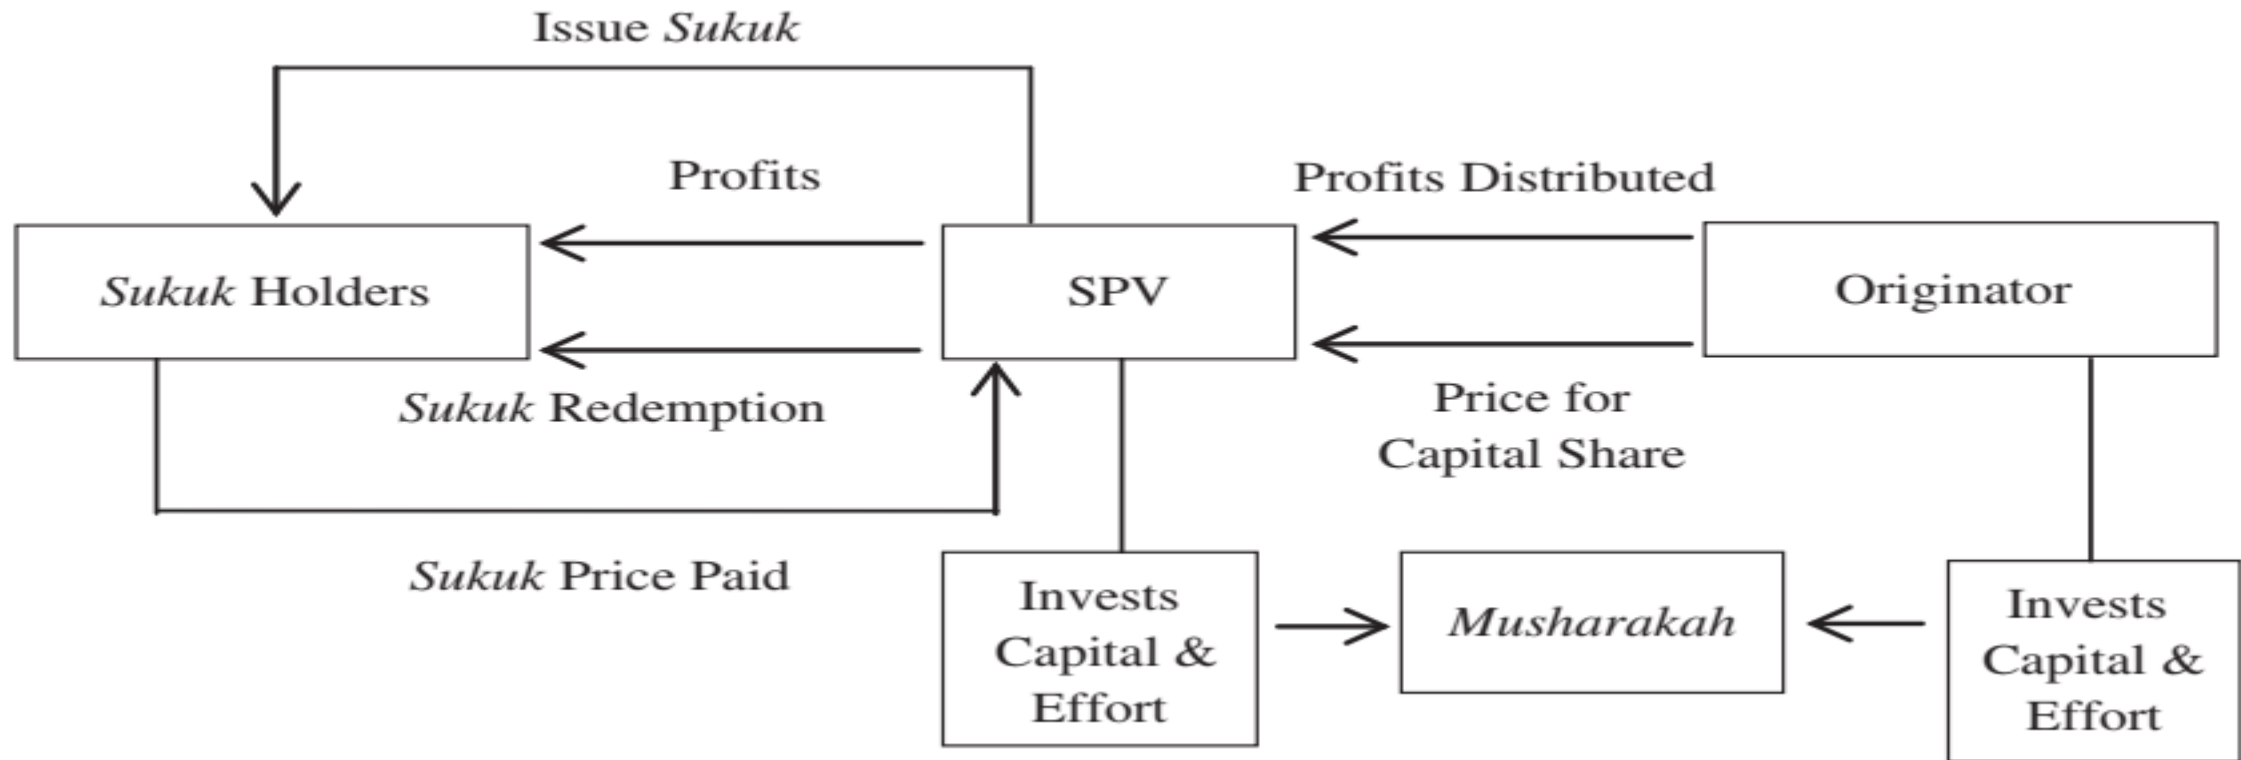 Issue Sukuk
Profits
Profits Distributed
Sukuk Holders
SPV
Originator
Sukuk Redemption
Price for
Capital Share
Sukuk Price Paid
Invests
Capital &
Effort
Musharakah
Invests
Capital &
Effort